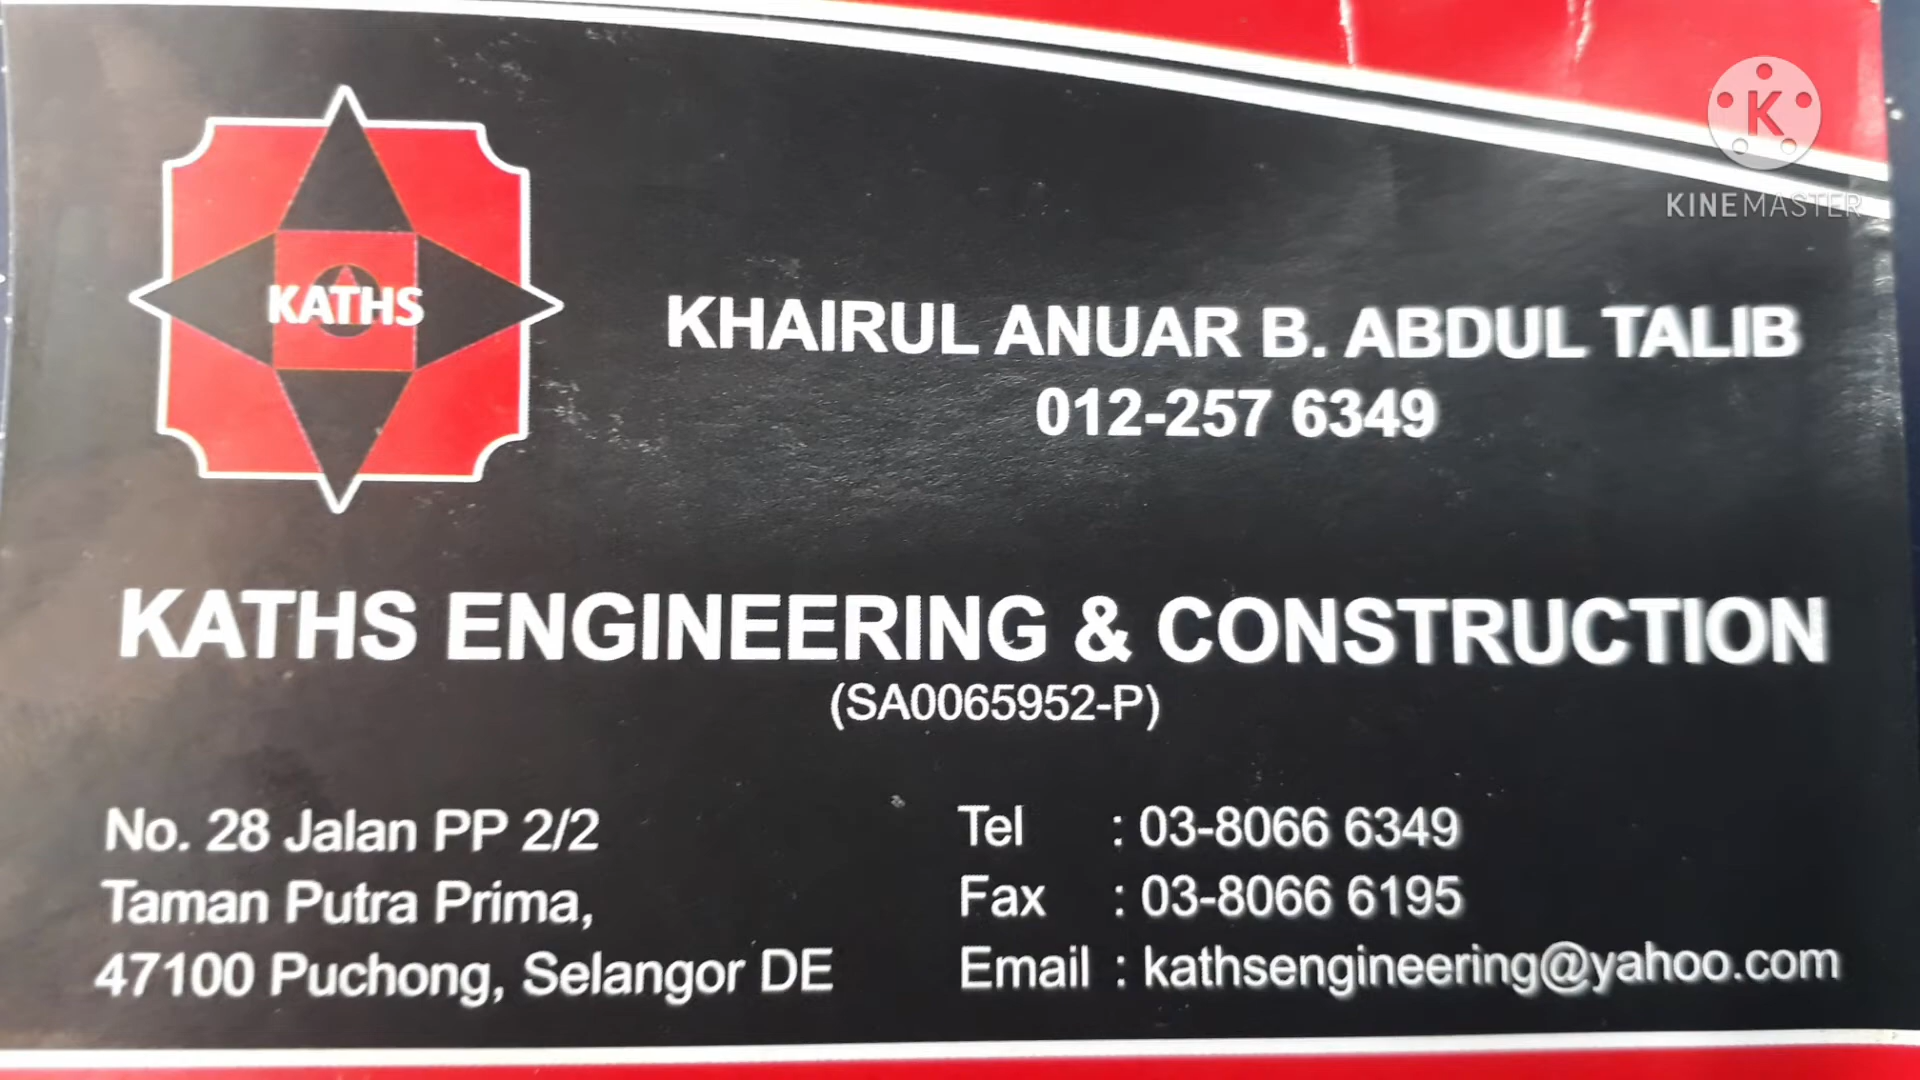 KINEMASTER
KATHS
KHAIRUL ANUAR B. ABDUL TALIB
012-257 6349
KATHS ENGINEERING & CONSTRUCTION
(SA0065952-P)
No. 28 Jalan PP 2/2
Taman Putra Prima,
47100 Puchong, Selangor DE
Tel : 03-8066 6349
Fax : 03-8066 6195
Email : kathsengineering@yahoo.com